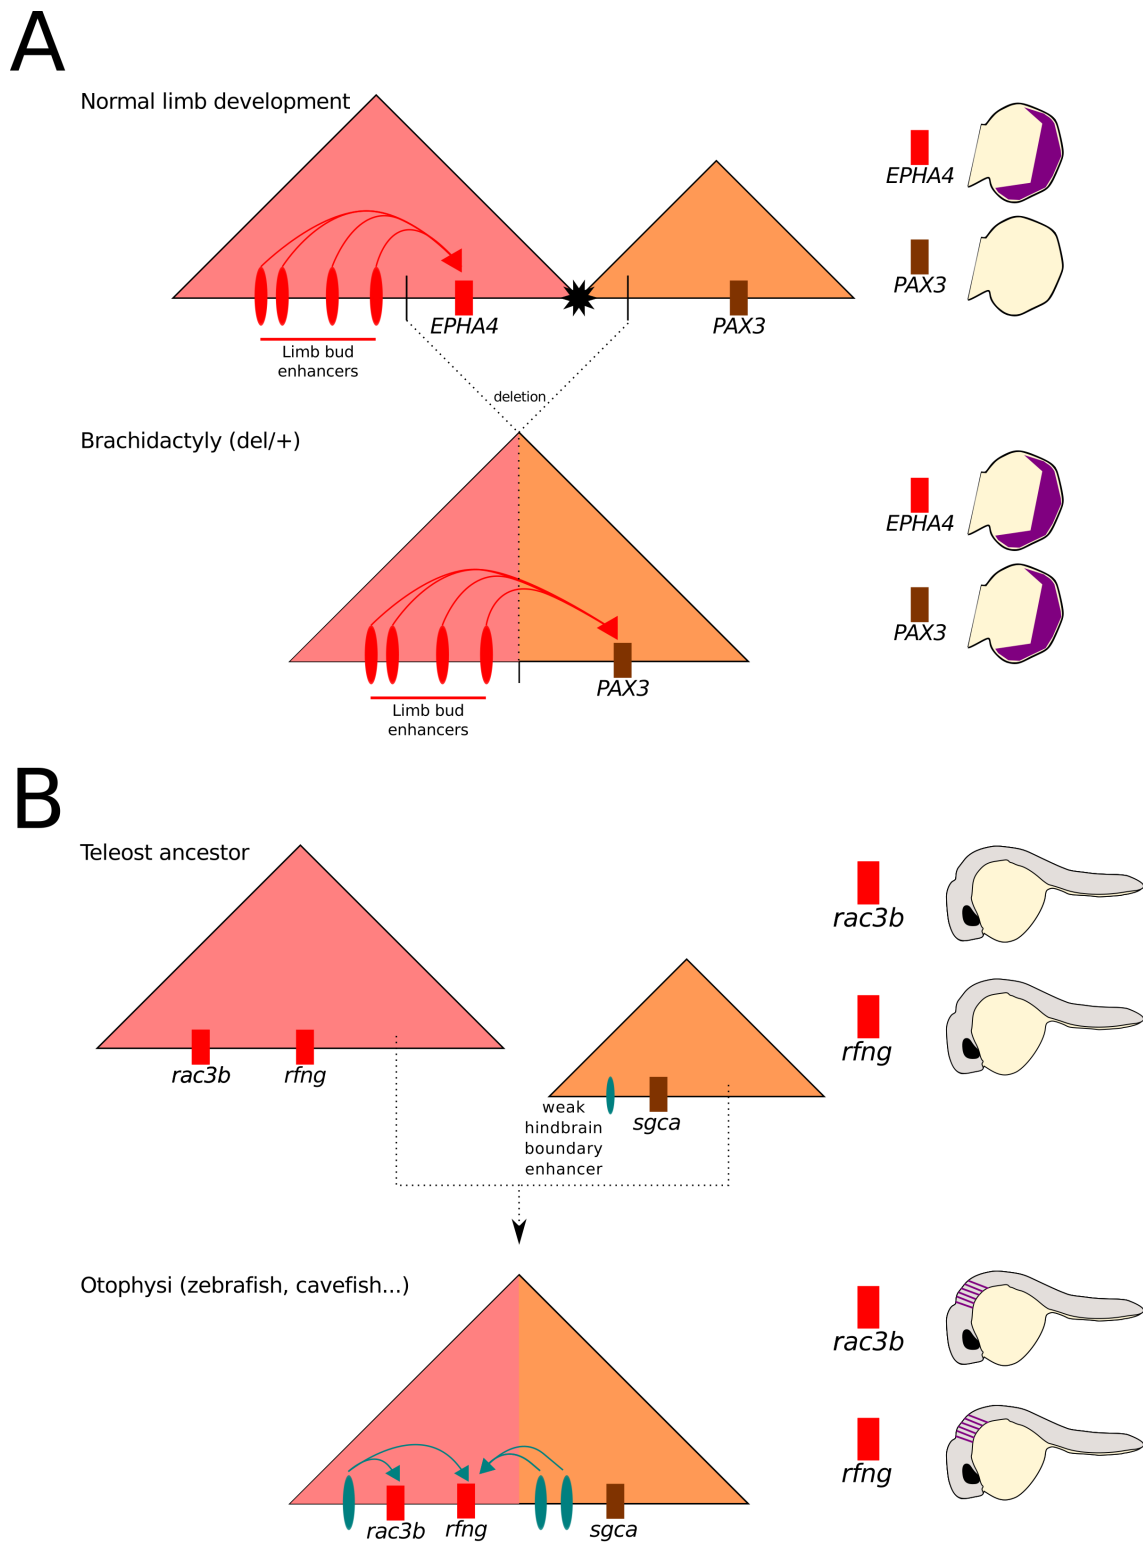 A
Normal limb development
EPHA4
PAX3
EPHA4
PAX3
Limb bud
enhancers
deletion
Brachidactyly (del/+)
EPHA4
PAX3
PAX3
Limb bud
enhancers
B
Teleost ancestor
rac3b
rfng
rac3b
rfng
weak
hindbrain
boundary
enhancer
sgca
Otophysi (zebrafish, cavefish...)
rac3b
rfng
rac3b
rfng
sgca